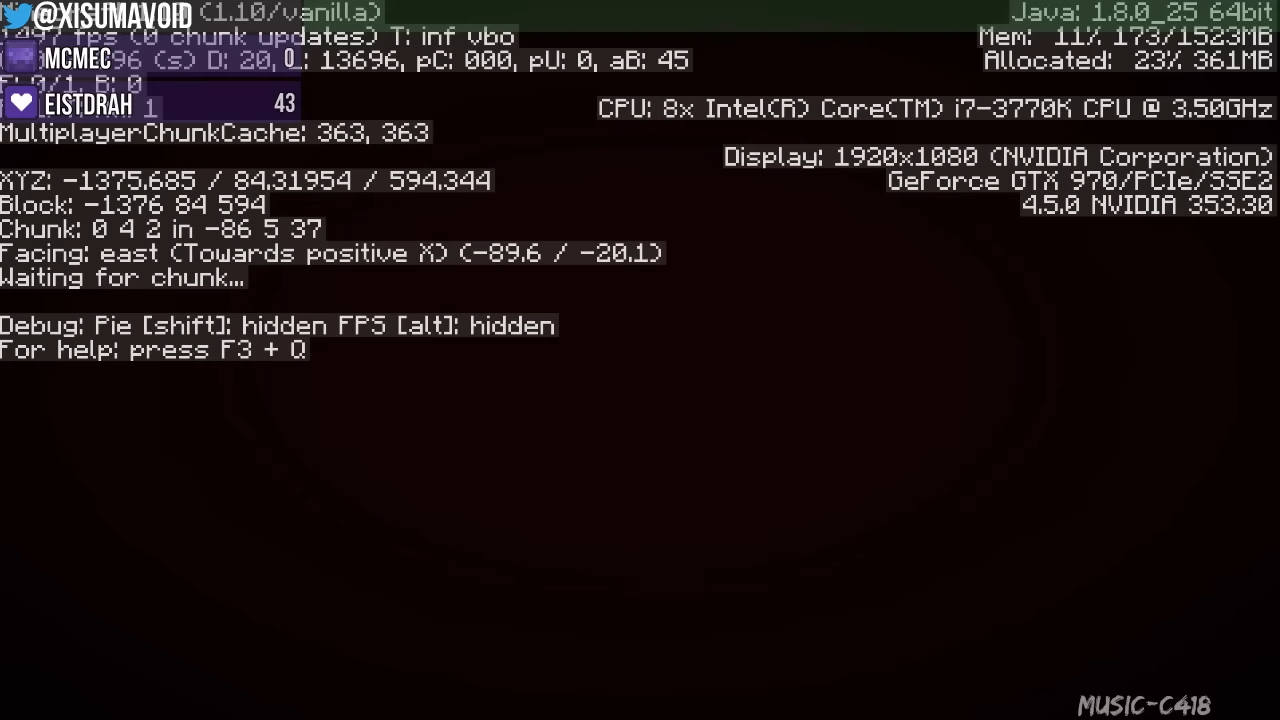 @XISUMAVOID
(1.10/vanilla)
fps (0 chunk updates) T: inf vbo
MCMEC 0
96 (s) D: 20, L: 13696, pC: 000, pU: 0, aB: 45
EISTDRAH 43
MultiplayerChunkCache: 363, 363
XYZ: -1375.685 / 84.31954 / 594.344
Block: -1376 84 594
Chunk: 0 4 2 in -86 5 37
Facing: east (Towards positive X) (-89.6 / -20.1)
Waiting for chunk...
Debug: Pie [shift]: hidden FPS [alt]: hidden
For help: press F3 + Q
Java: 1.8.0_25 64bit
Mem: 11% 173/1523MB
Allocated: 23% 361MB
CPU: 8x Intel(R) Core(TM) i7-3770K CPU @ 3.50GHz
Display: 1920x1080 (NVIDIA Corporation)
GeForce GTX 970/PCIe/SSE2
4.5.0 NVIDIA 353.30
MUSIC-C418